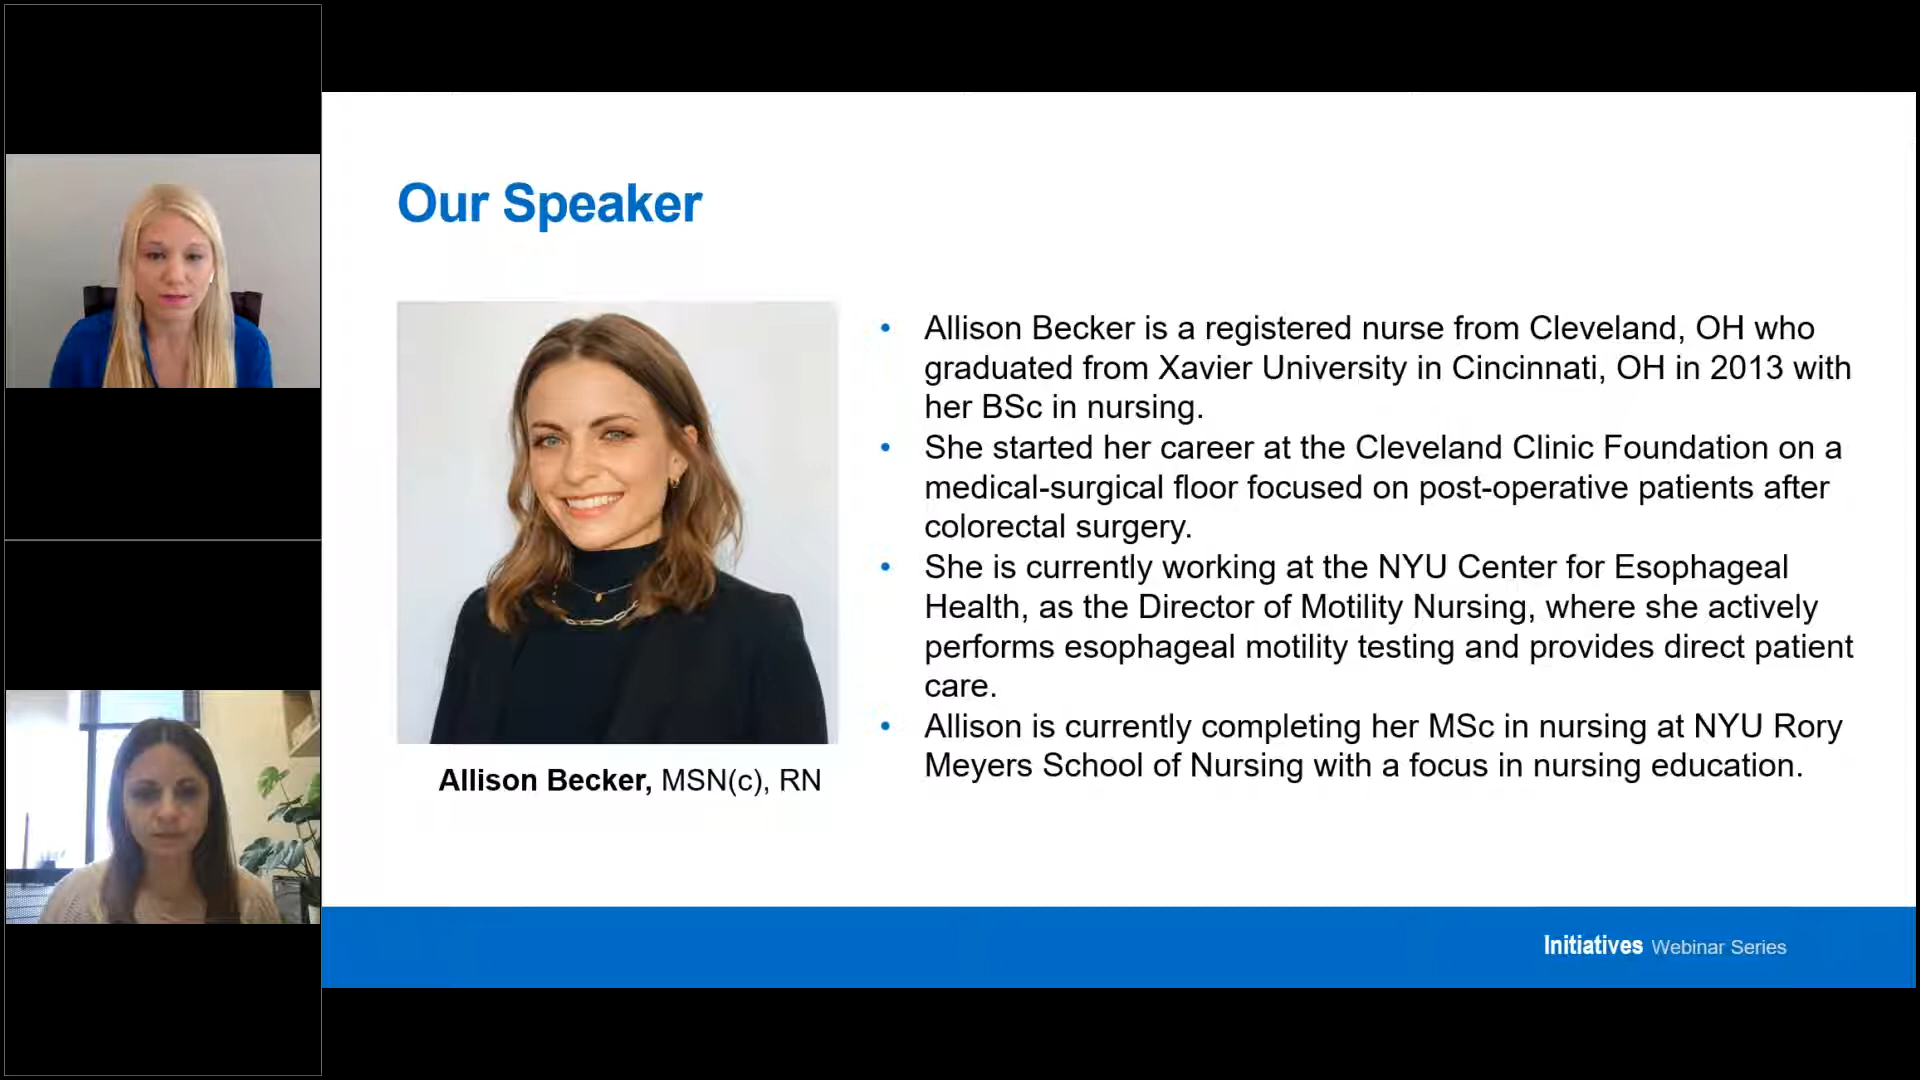 Our Speaker
Allison Becker is a registered nurse from Cleveland, OH who
graduated from Xavier University in Cincinnati, OH in 2013 with
her BSc in nursing.
She started her career at the Cleveland Clinic Foundation on a
medical-surgical floor focused on post-operative patients after
colorectal surgery.
She is currently working at the NYU Center for Esophageal
Health, as the Director of Motility Nursing, where she actively
performs esophageal motility testing and provides direct patient
care.
Allison is currently completing her MSc in nursing at NYU Rory
Meyers School of Nursing with a focus in nursing education.
Allison Becker, MSN(c), RN
Initiatives Webinar Series